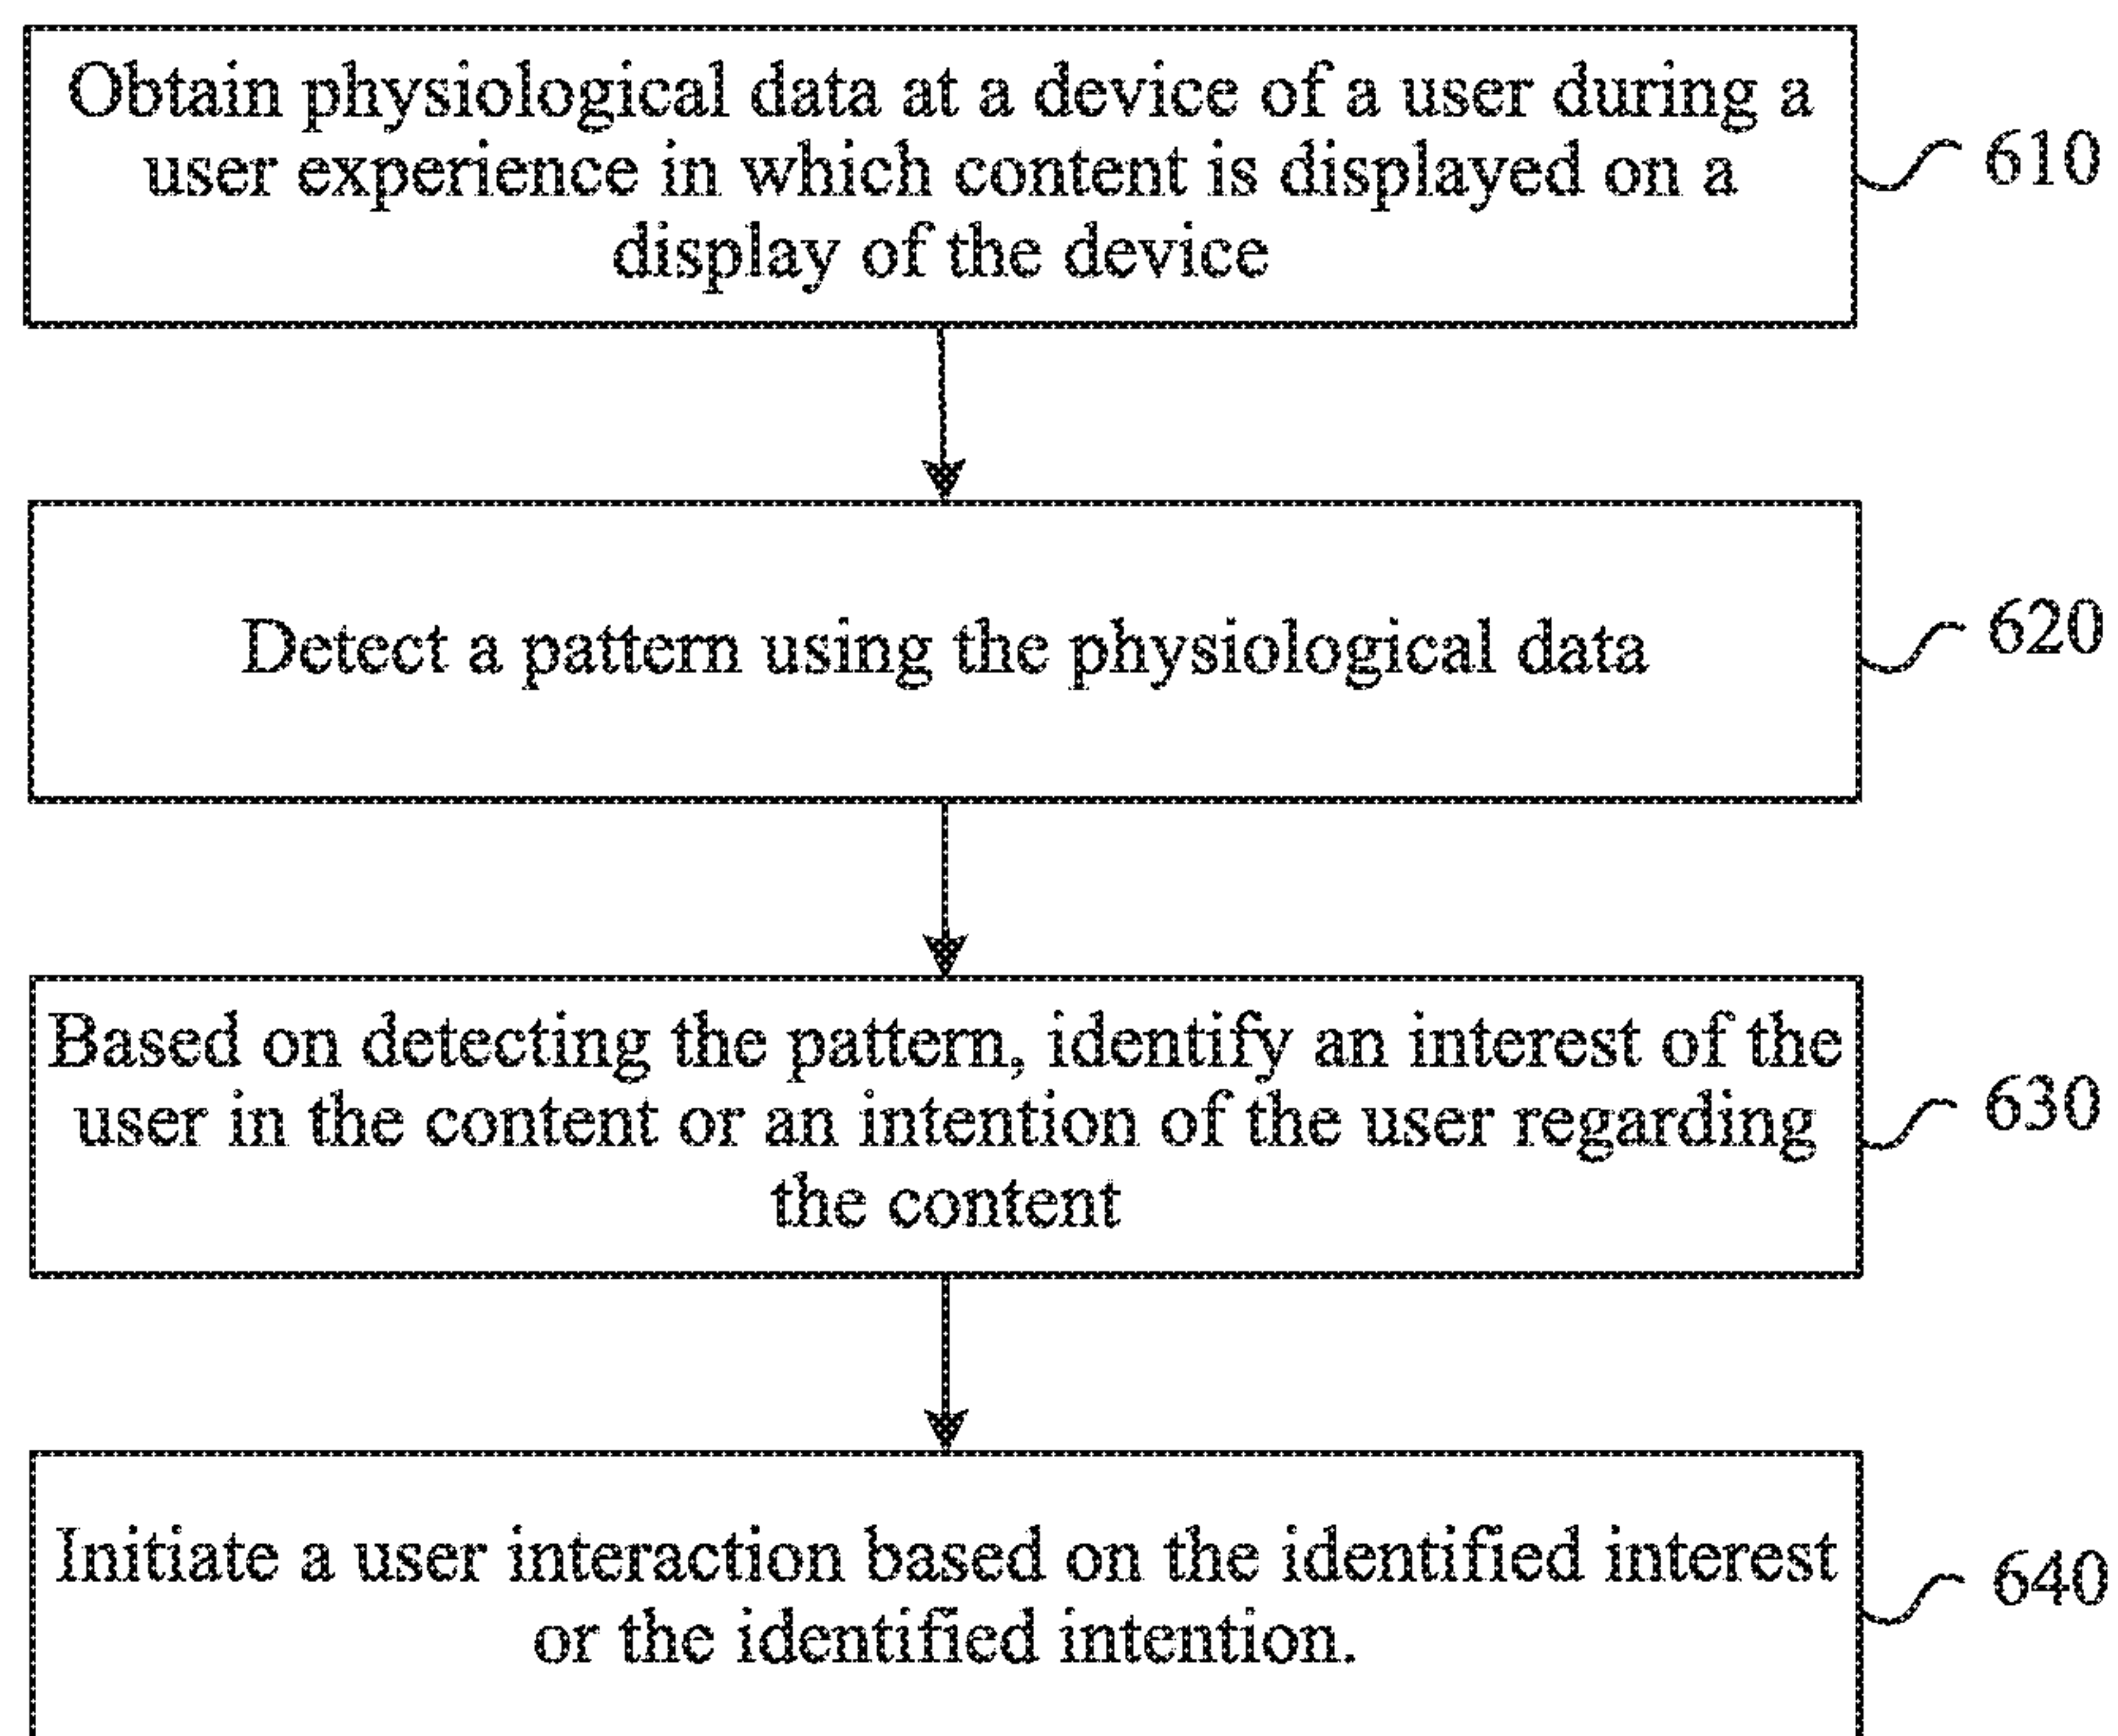 Obtain physiological data at a device of a user during a
user experience in which content is displayed on a
display of the device
610
Detect a pattern using the physiological data
620
Based on detecting the pattern, identify an interest of the
user in the content or an intention of the user regarding
the content
630
Initiate a user interaction based on the identified interest
or the identified intention.
640